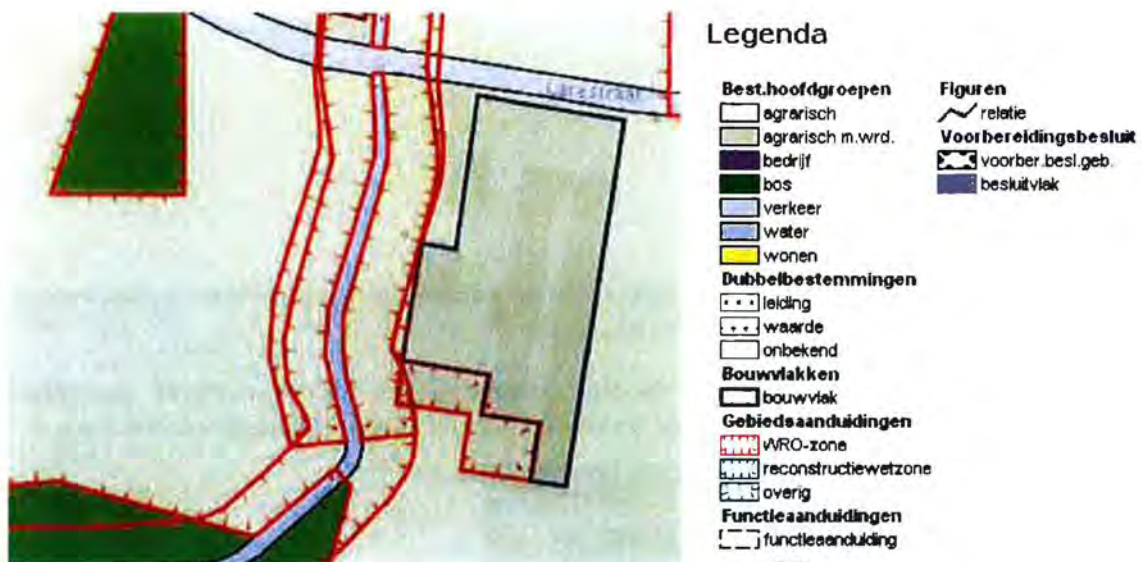 Legenda
Best.hoofdgroepen
agrarisch
agrarisch m.wrd.
bedrijf
bos
verkeer
water
wonen
Dubbelbestemmingen
leiding
waarde
onbekend
Bouwvlakken
bouwvlak
Gebiedsaanduidingen
WRO-zone
reconstructiewetzone
overig
Functieaanduidingen
functieaanduiding
Figuren
relatie
Voorbereidingsbesluit
voorber.besl.geb.
besluitvlak